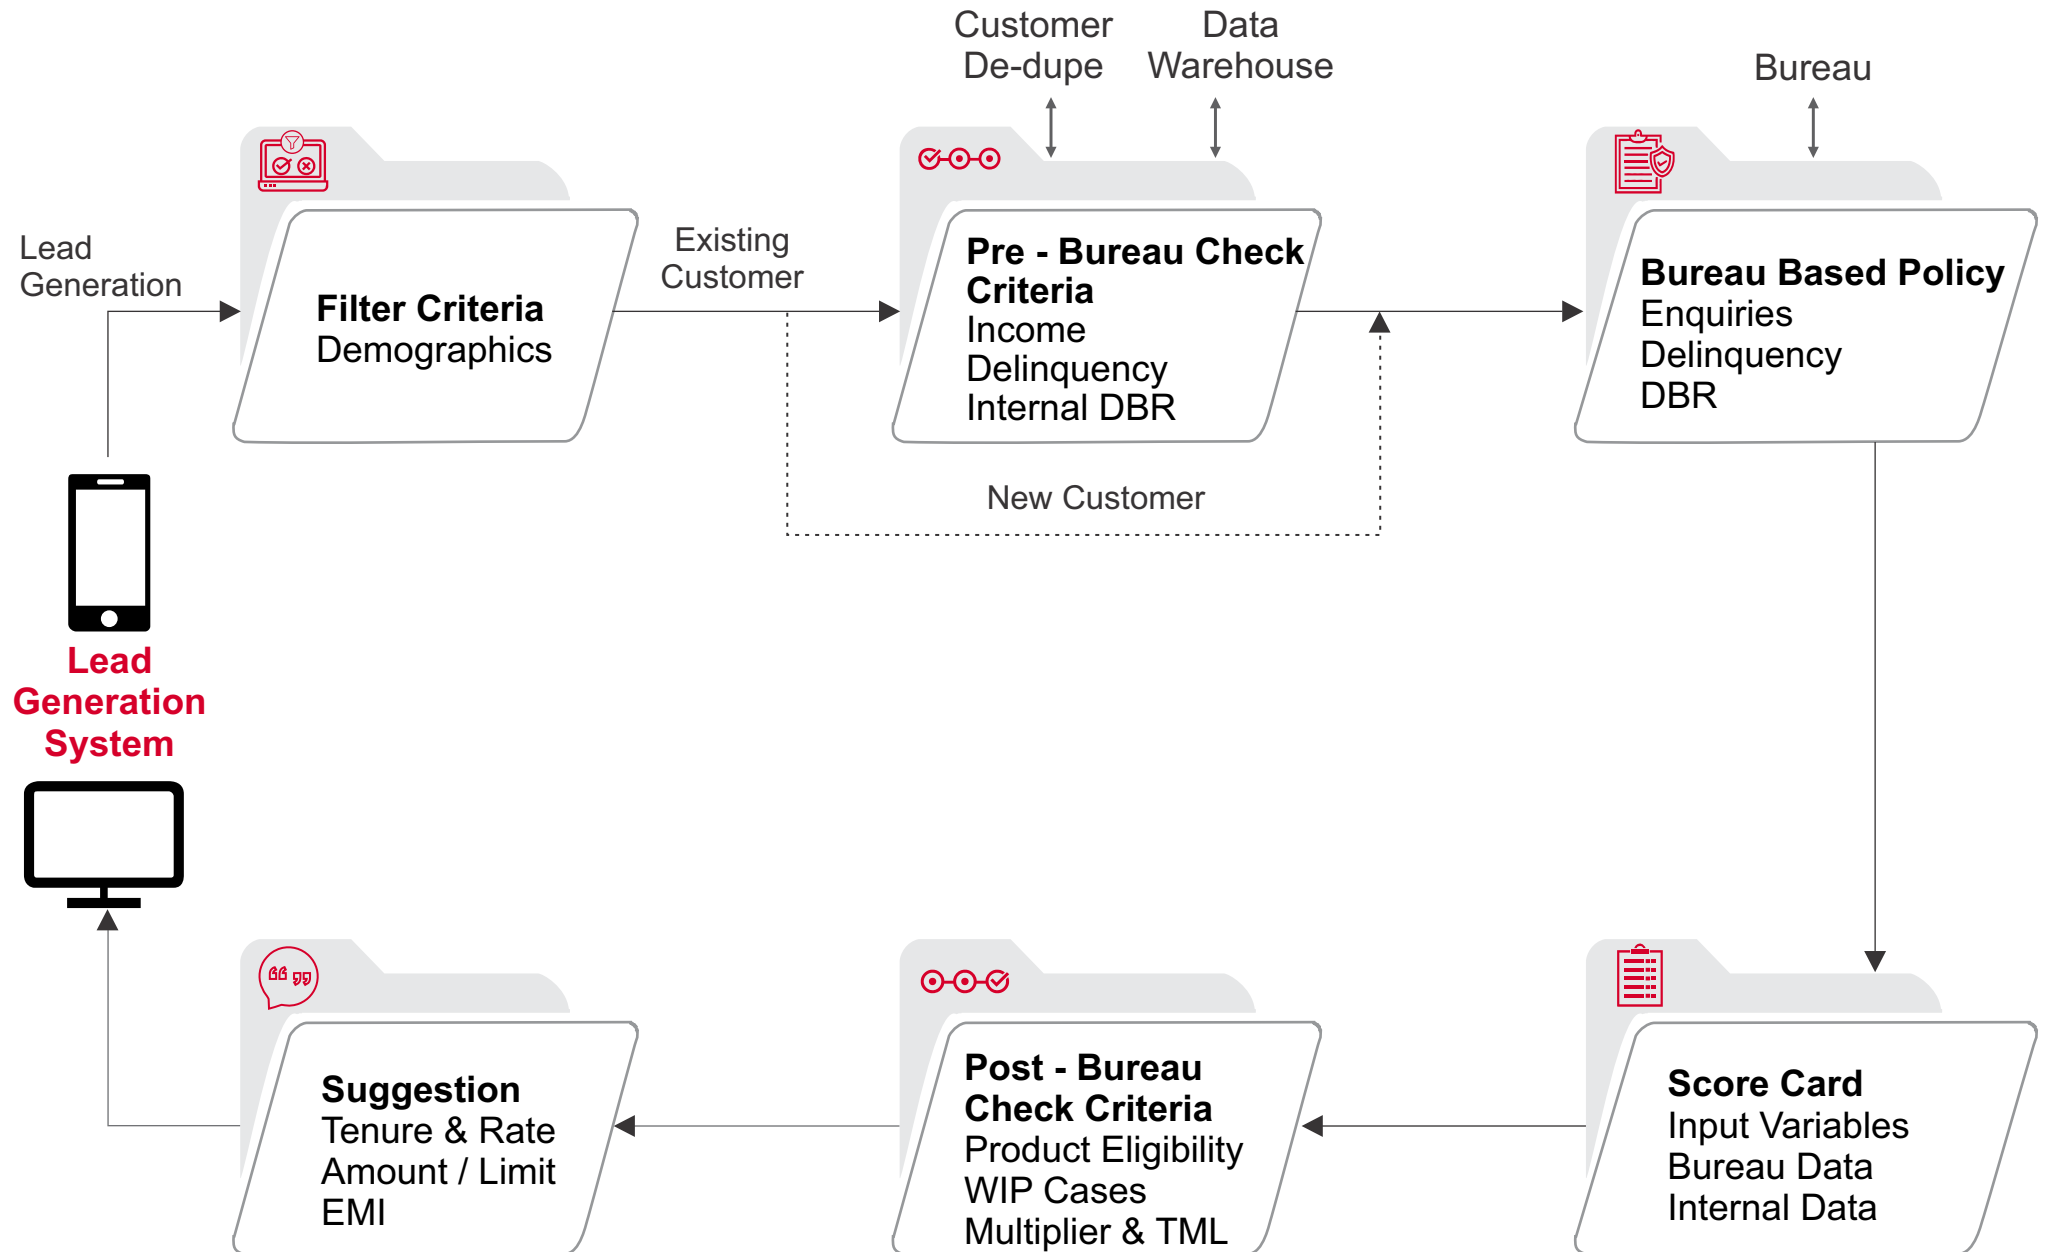 Customer
De-dupe
Data
Warehouse
Bureau
Lead
Generation
Filter Criteria
Demographics
Existing
Customer
Pre - Bureau Check
Criteria
Income
Delinquency
Internal DBR
Bureau Based Policy
Enquiries
Delinquency
DBR
New Customer
Lead
Generation
System
Suggestion
Tenure & Rate
Amount / Limit
EMI
Post - Bureau
Check Criteria
Product Eligibility
WIP Cases
Multiplier & TML
Score Card
Input Variables
Bureau Data
Internal Data